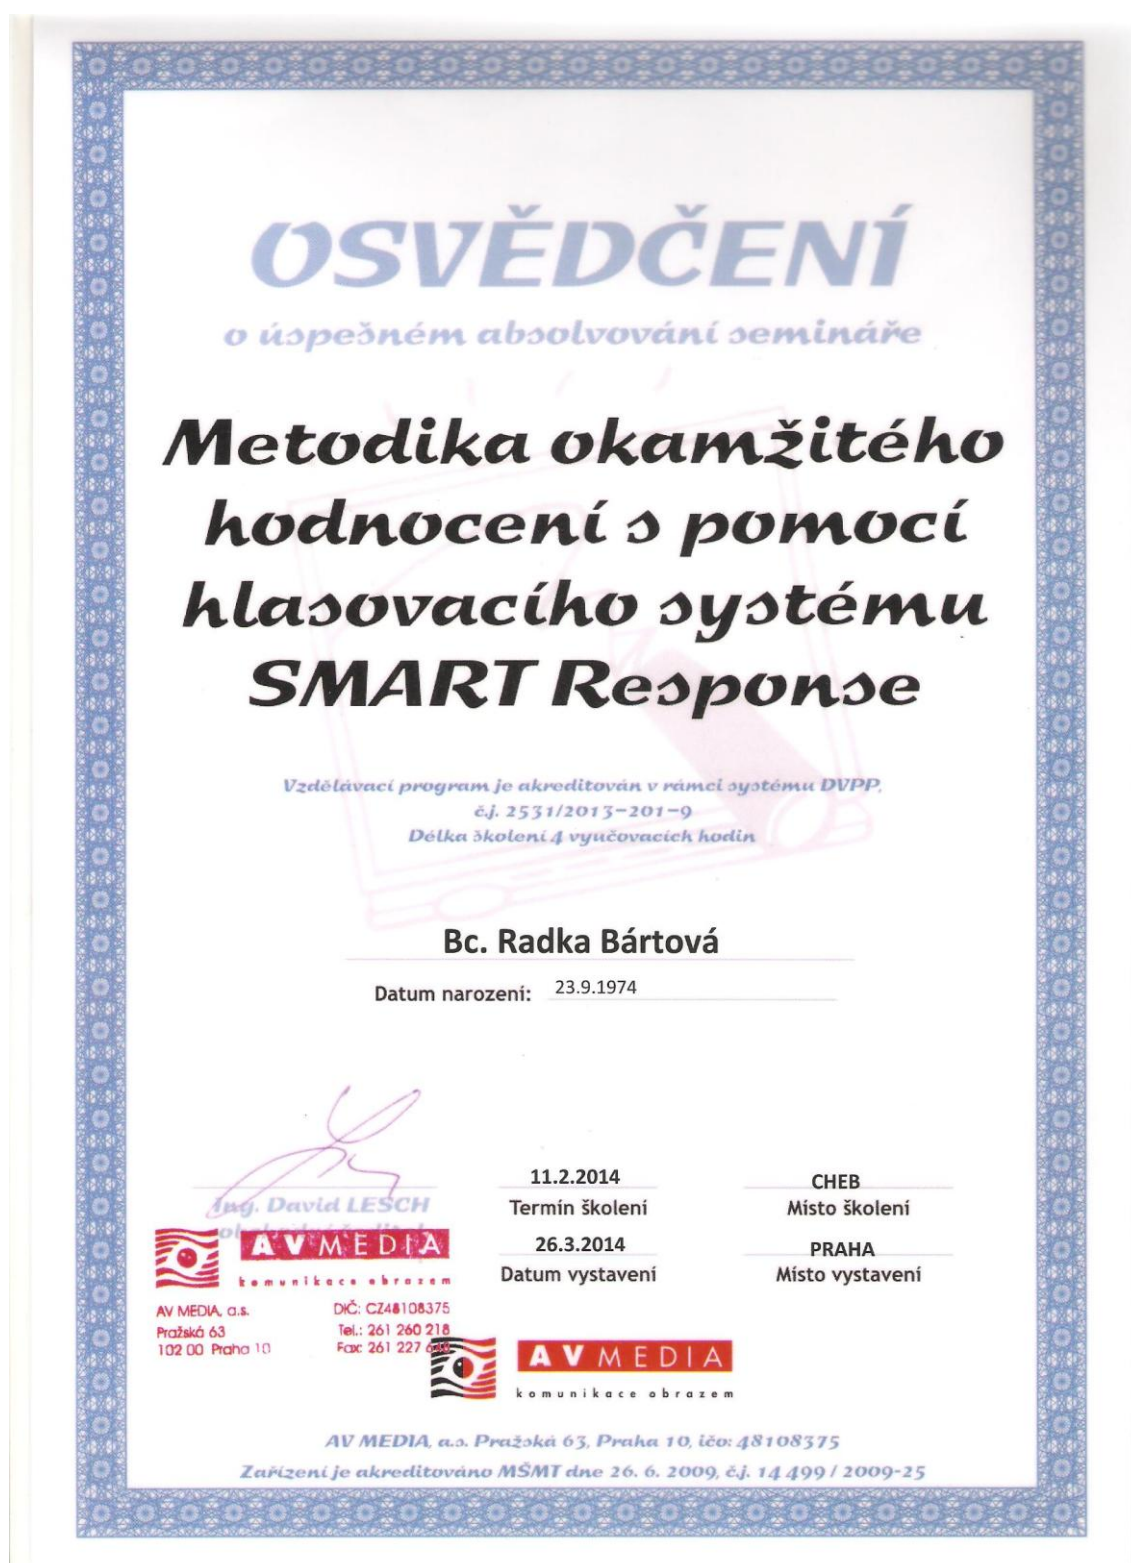 OSVĚDČENÍ
o úspešném absolvování semináře
Metodika okamžitého
hodnocení s pomocí
hlasovacího systému
SMART Response
Vzdělávací program je akreditován v rámci systému DVPP,
č.j. 2531/2013-201-9
Délka školení 4 vyučovacích hodin
Bc. Radka Bártová
Datum narození: 23.9.1974
11.2.2014
Termín školení
CHEB
Místo školení
26.3.2014
Datum vystavení
PRAHA
Místo vystavení
Ing. David LESCH
AV MEDIA
komunikace obrazem
AV MEDIA, a.s.
DIČ: CZ48108375
Pražská 63
Tel.: 261 260 218
102 00 Praha 10
Fax: 261 227
AV MEDIA
komunikace obrazem
AV MEDIA, a.s. Pražská 63, Praha 10, ičo: 48108375
Zařízení je akreditováno MŠMT dne 26. 6. 2009, č.j. 14 499 / 2009-25